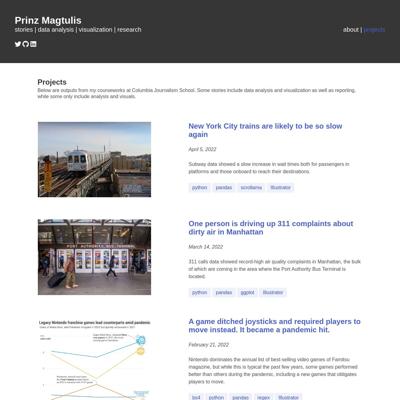 Prinz Magtulis
stories | data analysis | visualization | research
about | projects
Projects
Below are outputs from my courseworks at Columbia Journalism School. Some stories include data analysis and visualization as well as reporting,
while some only include analysis and visuals.
New York City trains are likely to be so slow
again
April 5, 2022
Subway data showed a slow increase in wait times both for passengers in
platforms and those onboard to reach their destinations.
python pandas scrollama Illustrator
PORT AUTHORITY BUS TERMINAL
One person is driving up 311 complaints about
dirty air in Manhattan
March 14, 2022
311 calls data showed record-high air quality complaints in Manhattan, the bulk
of which are coming in the area where the Port Authority Bus Terminal is
located.
python pandas ggplot Illustrator
Legacy Nintendo franchise games lead counterparts amid pandemic
A game ditched joysticks and required players to
move instead. It became a pandemic hit.
February 21, 2022
Nintendo dominates the annual list of best-selling video games of Famitsu
magazine, but while this is typical the past few years, some games performed
better than others during the pandemic, including a new games that obligates
players to move.
bs4 python pandas regex Illustrator